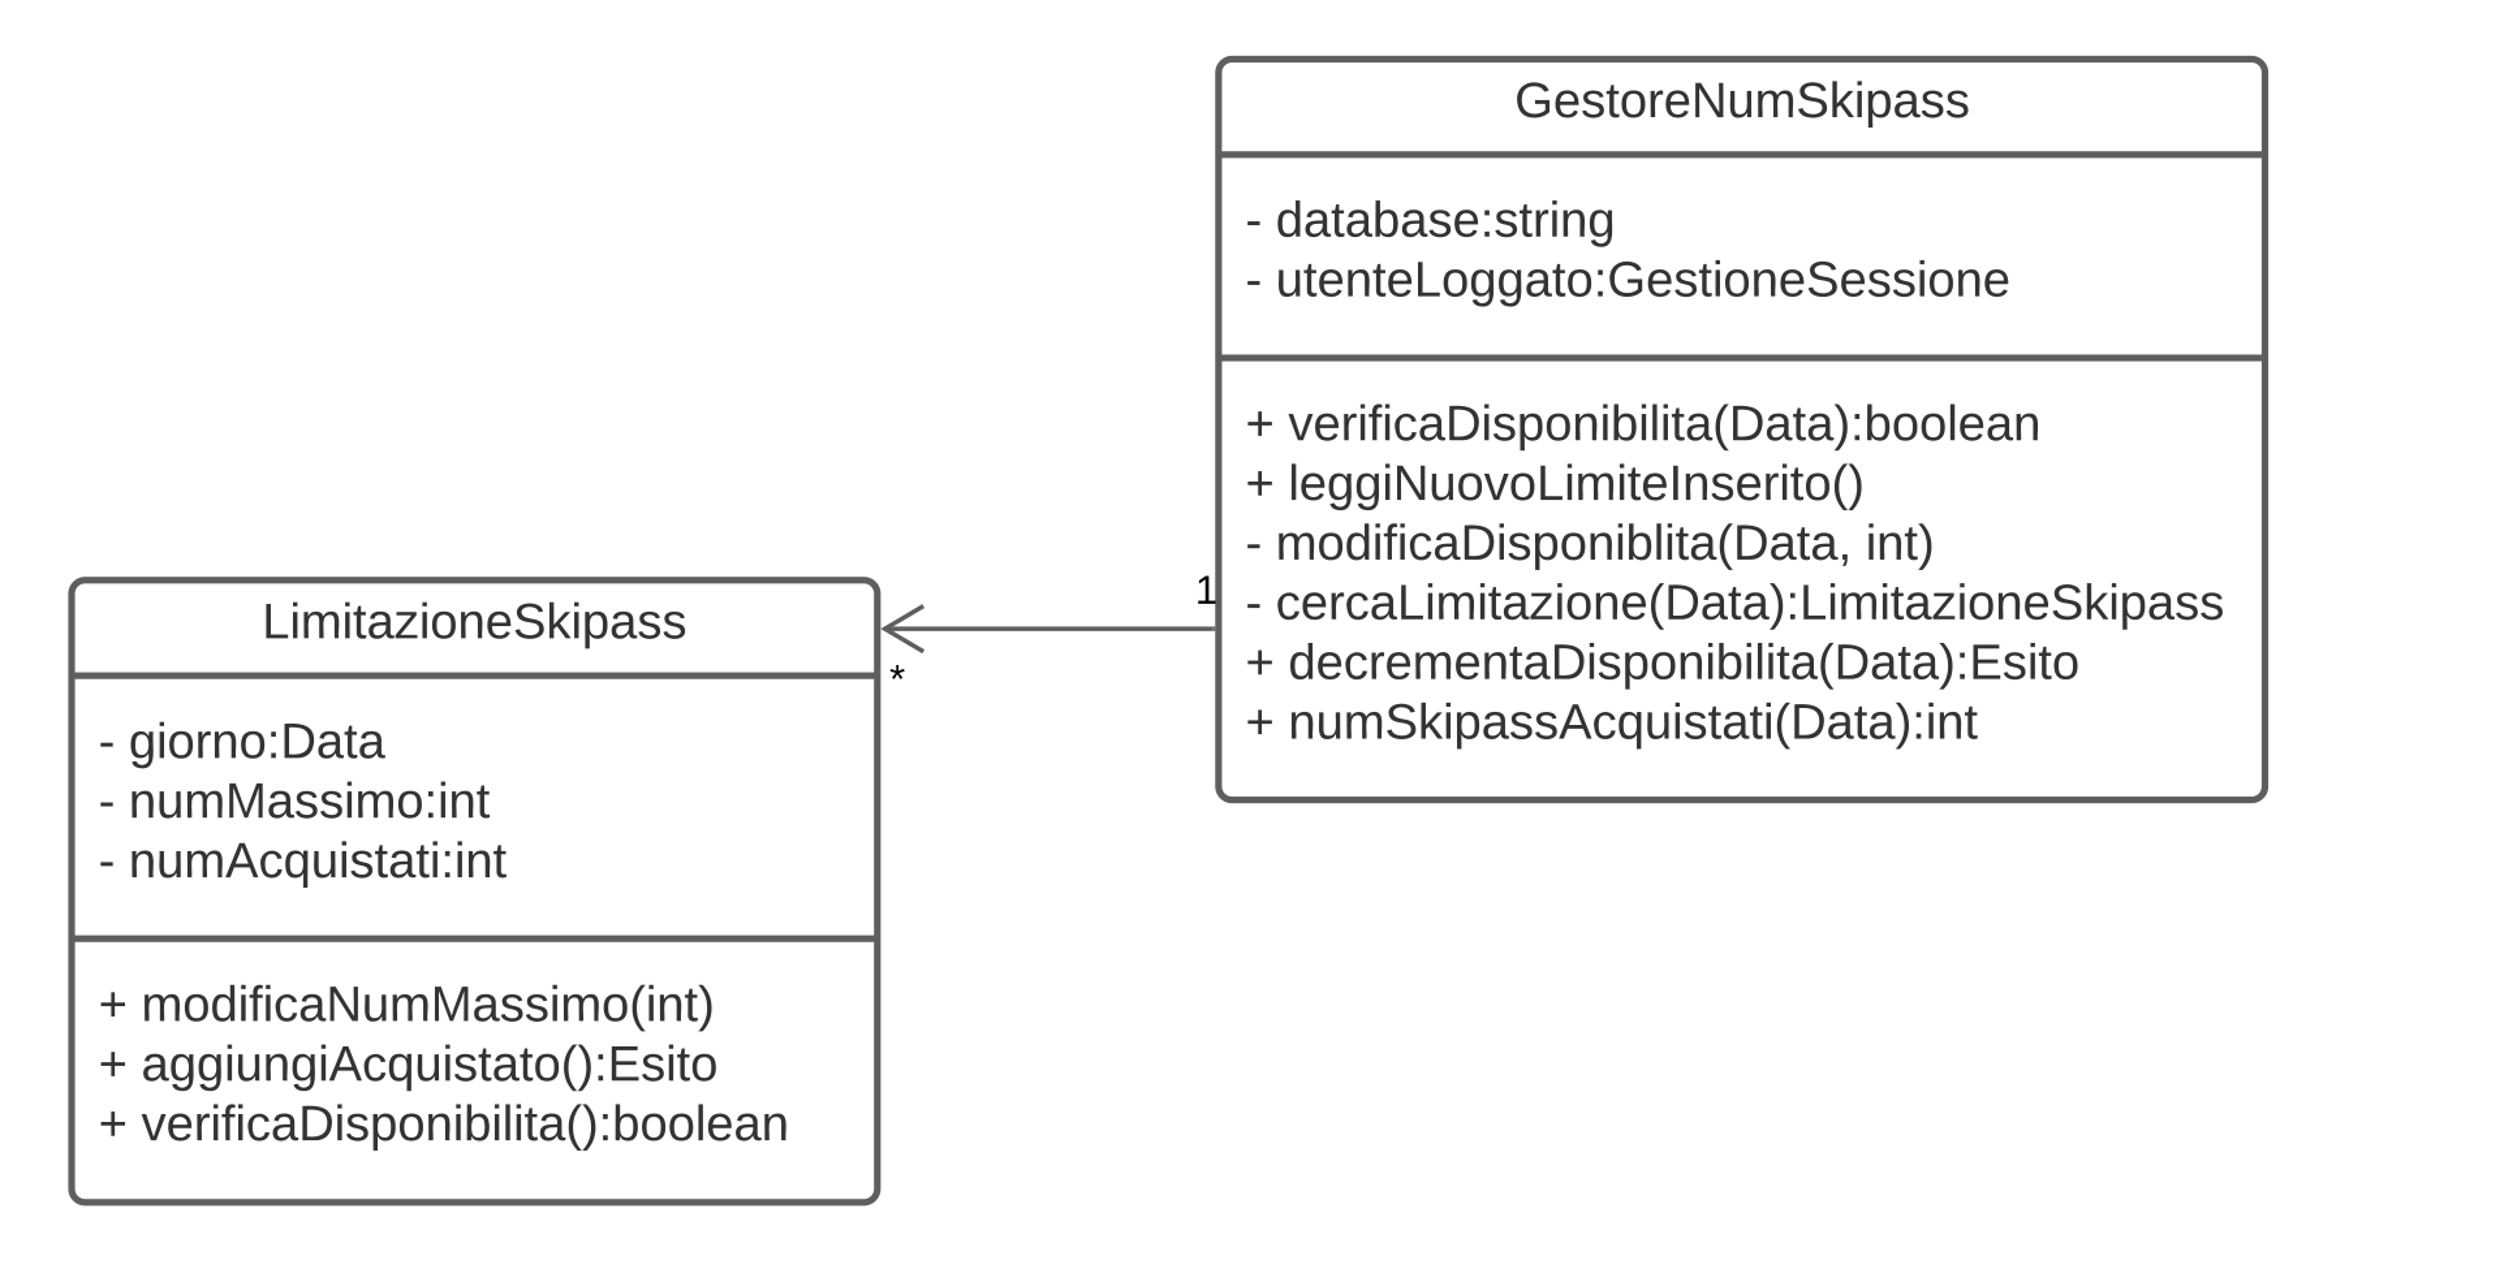 GestoreNumSkipass
- database:string
- utenteLoggato:GestioneSessione
+ verificaDisponibilita(Data):boolean
+ leggiNuovoLimiteInserito()
- modificaDisponiblita(Data, int)
- cercaLimitazione(Data):LimitazioneSkipass
+ decrementaDisponibilita(Data):Esito
+ numSkipassAcquistati(Data):int
1
*
LimitazioneSkipass
- giorno:Data
- numMassimo:int
- numAcquistati:int
+ modificaNumMassimo(int)
+ aggiungiAcquistato():Esito
+ verificaDisponibilita():boolean